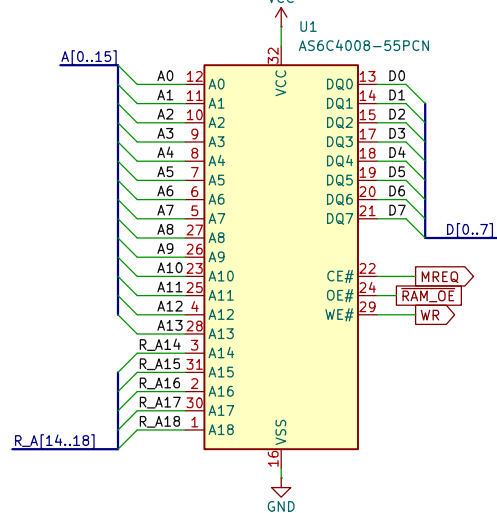 VCC
U1
AS6C4008-55PCN
A[0..15]
32
VCC
A0 12 A0 DQ0 13 D0
A1 11 A1 DQ1 14 D1
A2 10 A2 DQ2 15 D2
A3 9 A3 DQ3 17 D3
A4 8 A4 DQ4 18 D4
A5 7 A5 DQ5 19 D5
A6 6 A6 DQ6 20 D6
A7 5 A7 DQ7 21 D7
A8 27 A8
D[0..7]
A9 26 A9
A10 23 A10 CE# 22 MREQ
A11 25 A11 OE# 24 RAM_OE
A12 4 A12 WE# 29 WR
A13 28 A13
R_A14 3 A14
R_A15 31 A15
R_A16 2 A16
R_A17 30 A17
R_A18 1 A18
R_A[14..18]
VSS
16
GND